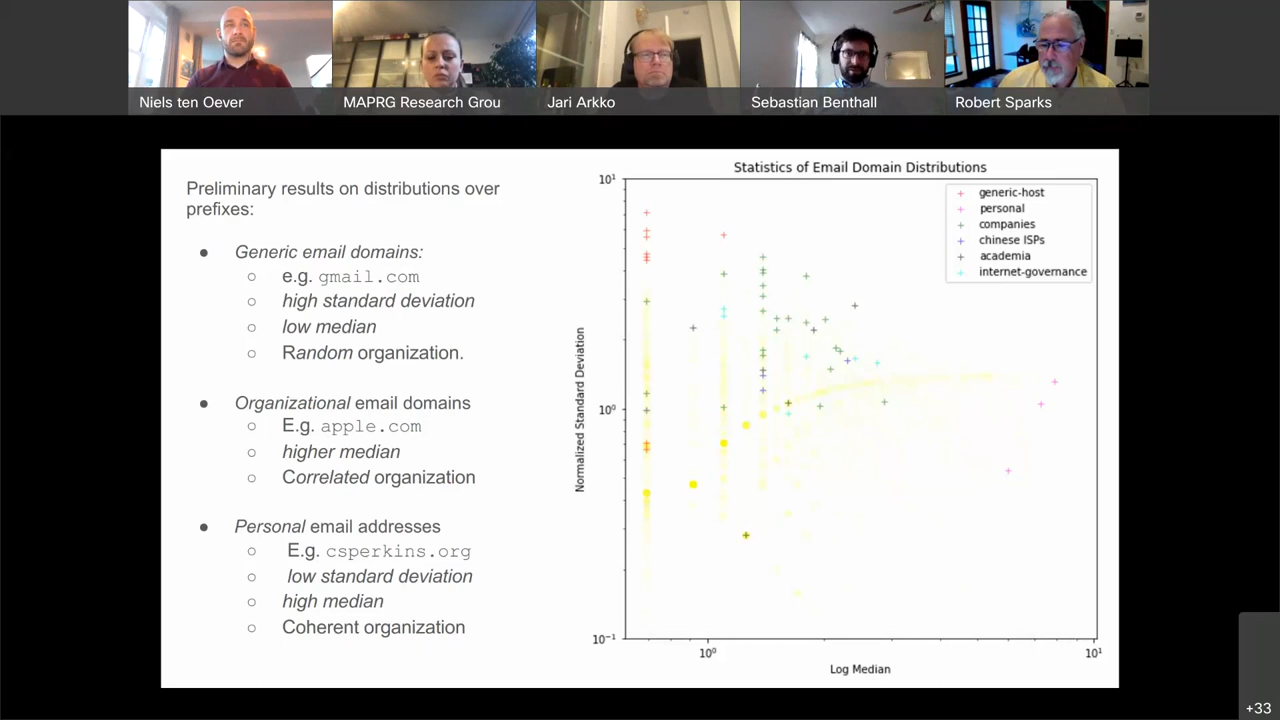 Niels ten Oever
MAPRG Research Grou
Jari Arkko
Sebastian Benthall
Robert Sparks
Preliminary results on distributions over
prefixes:
● Generic email domains:
○ e.g. gmail.com
○ high standard deviation
○ low median
○ Random organization.
● Organizational email domains
○ E.g. apple.com
○ higher median
○ Correlated organization
● Personal email addresses
○ E.g. csperkins.org
○ low standard deviation
○ high median
○ Coherent organization
Statistics of Email Domain Distributions
generic-host
personal
companies
chinese ISPs
academia
internet-governance
Normalized Standard Deviation
10¹
10⁰
10⁻¹
10⁰
10¹
Log Median
+33